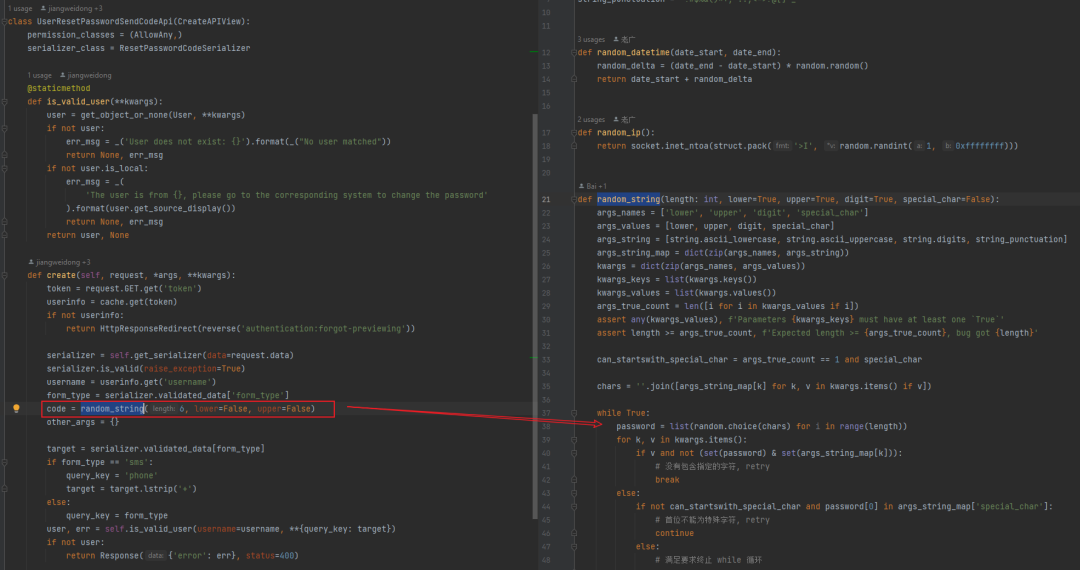 1 usage jiangweidong +3
class UserResetPasswordSendCodeApi(CreateAPIView):
permission_classes = (AllowAny,)
serializer_class = ResetPasswordCodeSerializer
1 usage jiangweidong
@staticmethod
def is_valid_user(**kwargs):
user = get_object_or_none(User, **kwargs)
if not user:
err_msg = _('User does not exist: {}').format(_("No user matched"))
return None, err_msg
if not user.is_local:
err_msg = _(
'The user is from {}, please go to the corresponding system to change the password'
).format(user.get_source_display())
return None, err_msg
return user, None
jiangweidong +3
def create(self, request, *args, **kwargs):
token = request.GET.get('token')
userinfo = cache.get(token)
if not userinfo:
return HttpResponseRedirect(reverse('authentication:forgot-previewing'))
serializer = self.get_serializer(data=request.data)
serializer.is_valid(raise_exception=True)
username = userinfo.get('username')
form_type = serializer.validated_data['form_type']
code = random_string( length: 6, lower=False, upper=False)
other_args = {}
target = serializer.validated_data[form_type]
if form_type == 'sms':
query_key = 'phone'
target = target.lstrip('+')
else:
query_key = form_type
user, err = self.is_valid_user(username=username, **{query_key: target})
if not user:
return Response( data: {'error': err}, status=400)
10
11
3 usages 老广
12 def random_datetime(date_start, date_end):
13 random_delta = (date_end - date_start) * random.random()
14 return date_start + random_delta
15
16
2 usages 老广
17 def random_ip():
18 return socket.inet_ntoa(struct.pack( fmt: '>I', *v: random.randint( a: 1, b: 0xffffffff)))
19
20
Bai +1
21 def random_string(length: int, lower=True, upper=True, digit=True, special_char=False):
22 args_names = ['lower', 'upper', 'digit', 'special_char']
23 args_values = [lower, upper, digit, special_char]
24 args_string = [string.ascii_lowercase, string.ascii_uppercase, string.digits, string_punctuation]
25 args_string_map = dict(zip(args_names, args_string))
26 kwargs = dict(zip(args_names, args_values))
27 kwargs_keys = list(kwargs.keys())
28 kwargs_values = list(kwargs.values())
29 args_true_count = len([i for i in kwargs_values if i])
30 assert any(kwargs_values), f'Parameters {kwargs_keys} must have at least one `True`'
31 assert length >= args_true_count, f'Expected length >= {args_true_count}, bug got {length}'
32
33 can_startswith_special_char = args_true_count == 1 and special_char
34
35 chars = ''.join([args_string_map[k] for k, v in kwargs.items() if v])
36
37 while True:
38 password = list(random.choice(chars) for i in range(length))
39 for k, v in kwargs.items():
40 if v and not (set(password) & set(args_string_map[k])):
41 # 没有包含指定的字符, retry
42 break
43 else:
44 if not can_startswith_special_char and password[0] in args_string_map['special_char']:
45 # 首位不能为特殊字符, retry
46 continue
47 else:
48 # 满足要求终止 while 循环